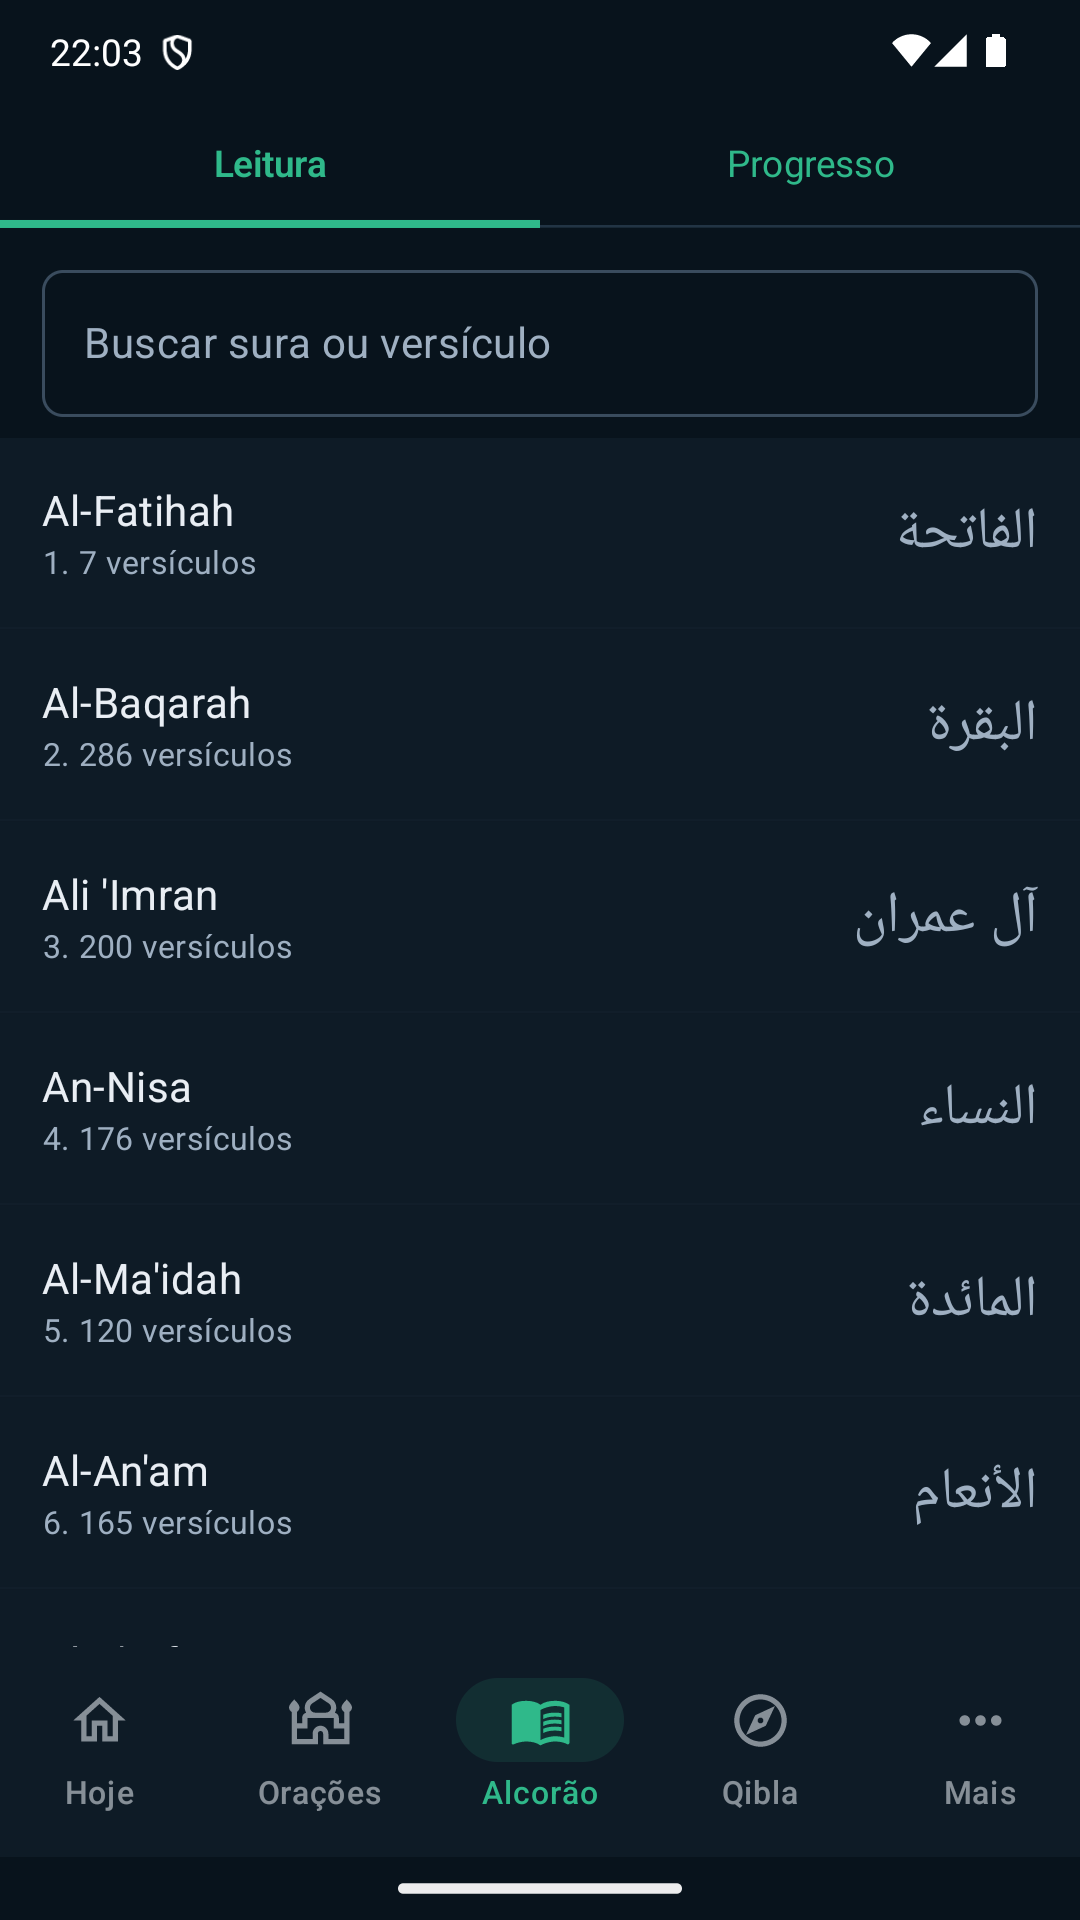 22:03
Leitura
Progresso
Buscar sura ou versículo
Al-Fatihah
الفاتحة
1. 7 versículos
Al-Baqarah
البقرة
2. 286 versículos
Ali 'Imran
آل عمران
3. 200 versículos
An-Nisa
النساء
4. 176 versículos
Al-Ma'idah
المائدة
5. 120 versículos
Al-An'am
الأنعام
6. 165 versículos
Hoje
Orações
Alcorão
Qibla
Mais